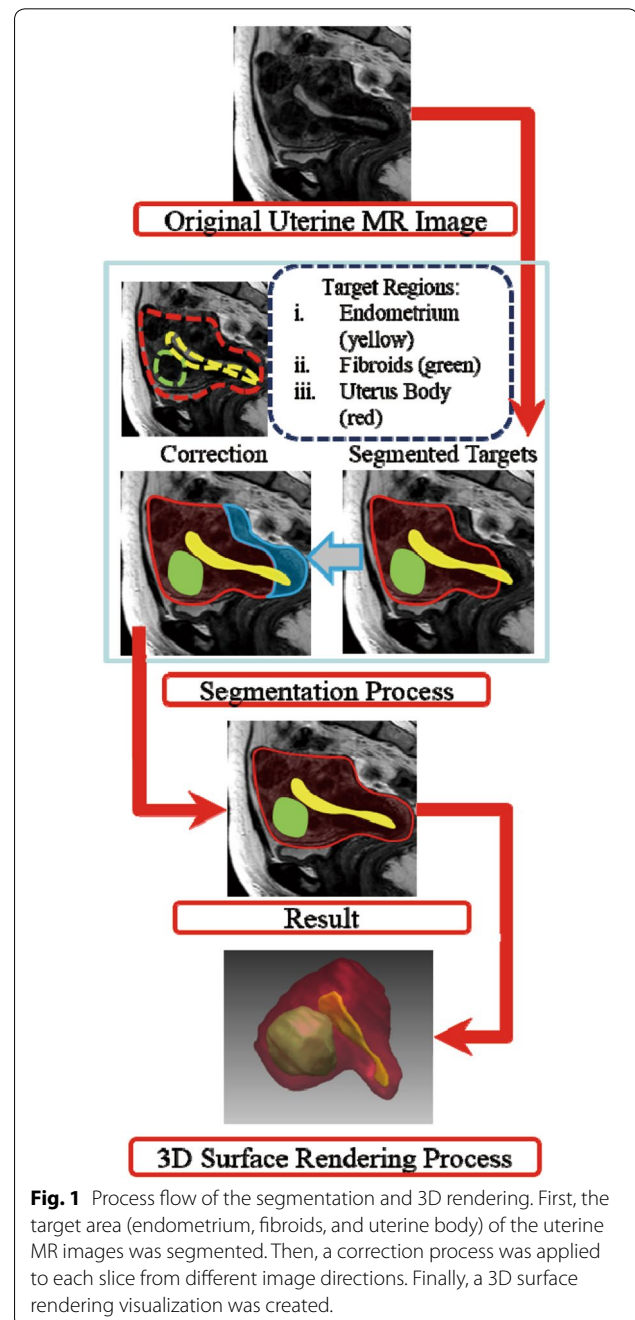 Original Uterine MR Image
Target Regions:
i. Endometrium
(yellow)
ii. Fibroids (green)
iii. Uterus Body
(red)
Correction
Segmented Targets
Segmentation Process
Result
3D Surface Rendering Process
Fig. 1 Process flow of the segmentation and 3D rendering. First, the
target area (endometrium, fibroids, and uterine body) of the uterine
MR images was segmented. Then, a correction process was applied
to each slice from different image directions. Finally, a 3D surface
rendering visualization was created.